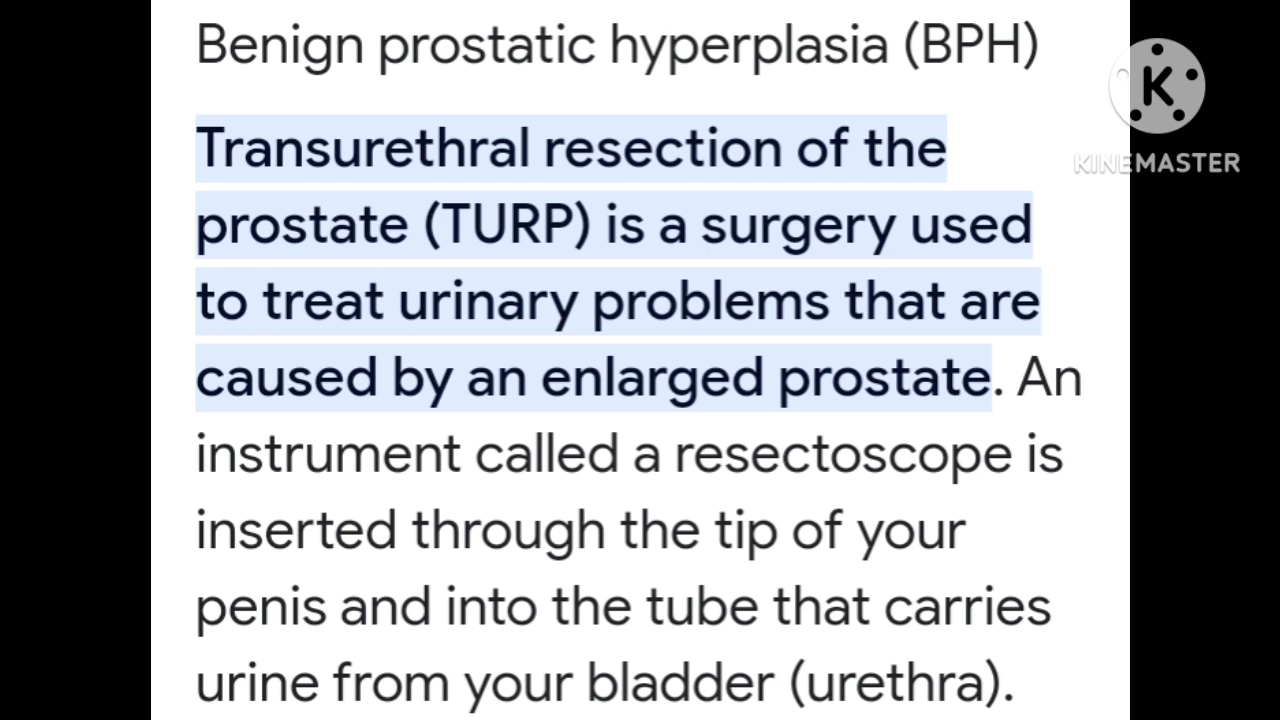 Benign prostatic hyperplasia (BPH)
Transurethral resection of the
prostate (TURP) is a surgery used
to treat urinary problems that are
caused by an enlarged prostate. An
instrument called a resectoscope is
inserted through the tip of your
penis and into the tube that carries
urine from your bladder (urethra).
K
KINEMASTER